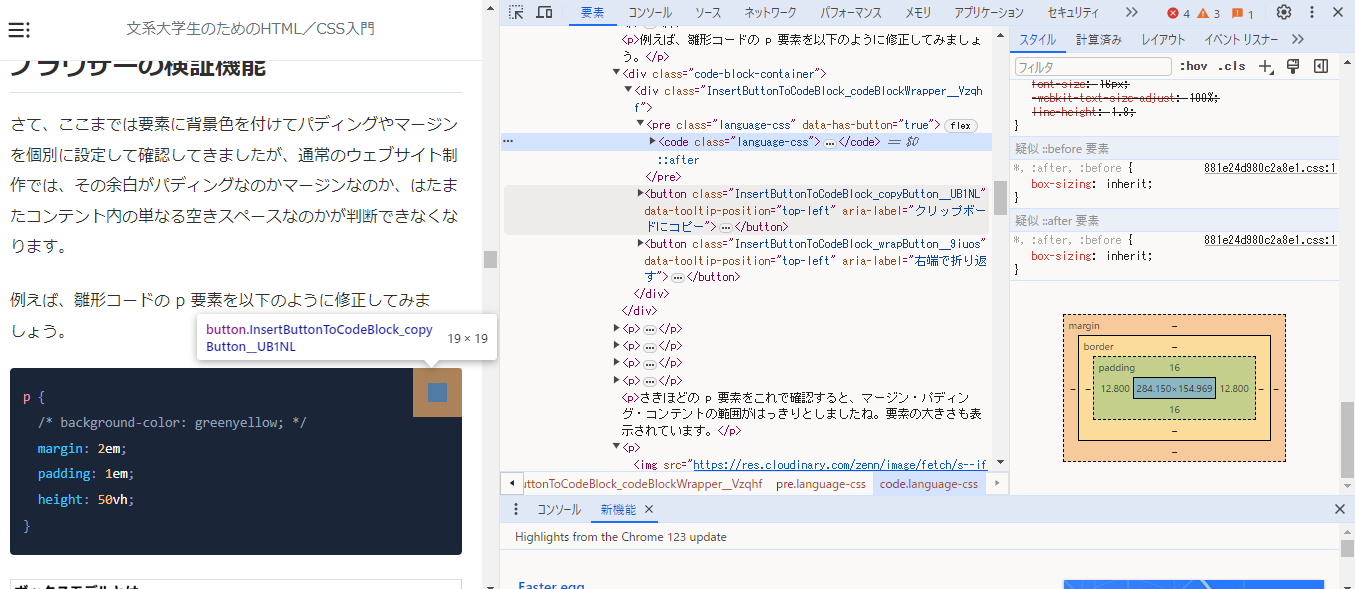 文系大学生のためのHTML／CSS入門
ブラウザーの検証機能
さて、ここまでは要素に背景色を付けてパディングやマージン
を個別に設定して確認してきましたが、通常のウェブサイト制
作では、その余白がパディングなのかマージンなのか、はたま
たコンテント内の単なる空きスペースなのかが判断できなくな
ります。
例えば、雛形コードの p 要素を以下のように修正してみま
しょう。
button.InsertButtonToCodeBlock_copy
Button__UB1NL
19 × 19
p {
/* background-color: greenyellow; */
margin: 2em;
padding: 1em;
height: 50vh;
}
ボックスモデルとは
要素 コンソール ソース ネットワーク パフォーマンス メモリ アプリケーション セキュリティ 4 3 1
<p>例えば、雛形コードの p 要素を以下のように修正してみましょ
う。</p>
<div class="code-block-container">
<div class="InsertButtonToCodeBlock_codeBlockWrapper__Vzqh
f">
<pre class="language-css" data-has-button="true"> flex
<code class="language-css">…</code> == $0
::after
</pre>
<button class="InsertButtonToCodeBlock_copyButton__UB1NL"
data-tooltip-position="top-left" aria-label="クリップボー
ドにコピー">…</button>
<button class="InsertButtonToCodeBlock_wrapButton__9iuos"
data-tooltip-position="top-left" aria-label="右端で折り返
す">…</button>
</div>
</div>
<p>…</p>
<p>…</p>
<p>…</p>
<p>…</p>
<p>さきほどの p 要素をこれで確認すると、マージン・パディン
グ・コンテントの範囲がはっきりとしましたね。要素の大きさも表
示されています。</p>
<p>
<img src="https://res.cloudinary.com/zenn/image/fetch/s--if
uttonToCodeBlock_codeBlockWrapper__Vzqhf pre.language-css code.language-css
スタイル 計算済み レイアウト イベント リスナー
フィルタ :hov .cls
font-size: 16px;
-webkit-text-size-adjust: 100%;
line-height: 1.8;
}
疑似 ::before 要素
*, :after, :before { 881e24d980c2a8e1.css:1
box-sizing: inherit;
}
疑似 ::after 要素
*, :after, :before { 881e24d980c2a8e1.css:1
box-sizing: inherit;
}
margin –
border –
padding 16
– – 12.800 284.150×154.969 12.800 – –
16
–
–
コンソール 新機能
Highlights from the Chrome 123 update
Easter egg